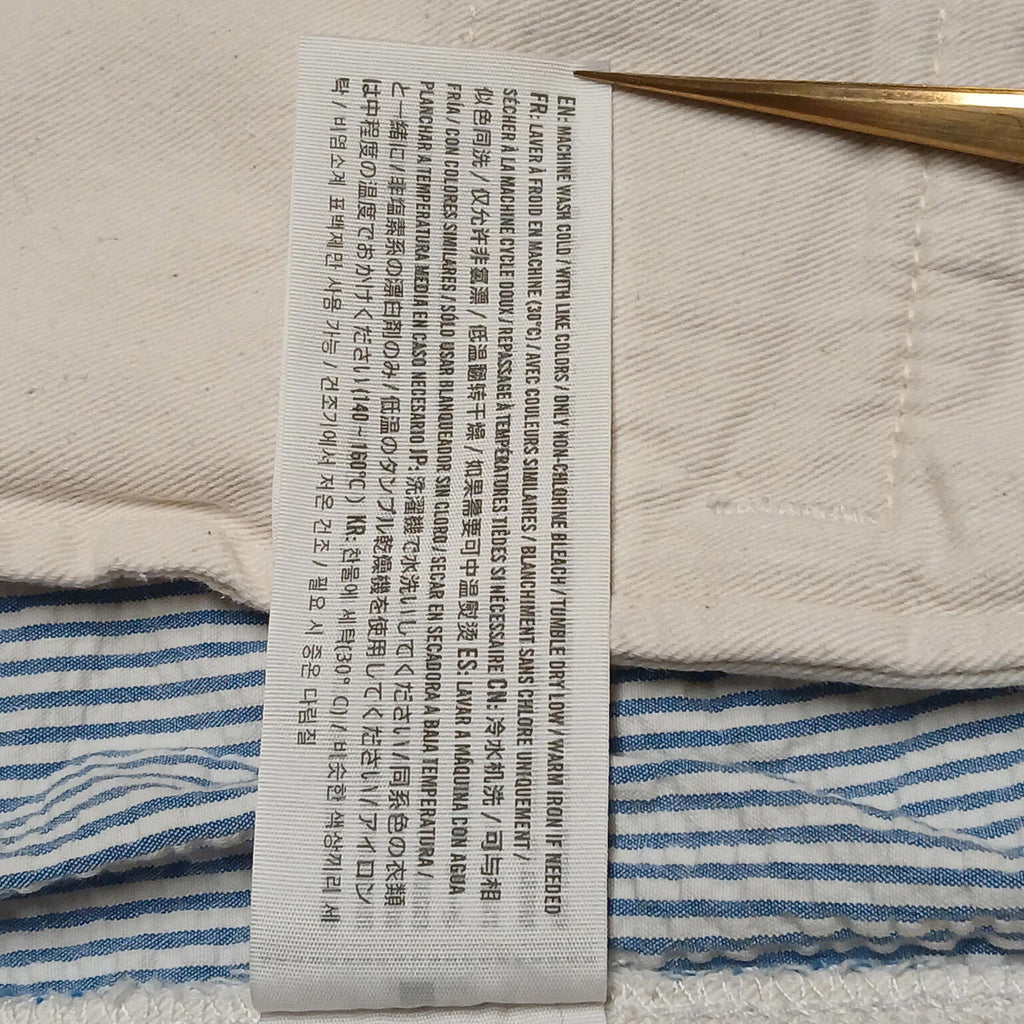 EN: MACHINE WASH COLD / WITH LIKE COLORS / ONLY NON-CHLORINE BLEACH / TUMBLE DRY LOW / WARM IRON IF NEEDED
FR: LAVER À FROID EN MACHINE (30°C) / AVEC COULEURS SIMILAIRES / BLANCHIMENT SANS CHLORE UNIQUEMENT /
SÉCHER À LA MACHINE CYCLE DOUX / REPASSAGE À TEMPÉRATURES TIÈDES SI NÉCESSAIRE CN: 冷水机洗 / 可与相
似色同洗 / 仅允许非氯漂 / 低温翻转干燥 / 如果需要可中温熨烫 ES: LAVAR A MÁQUINA CON AGUA
FRÍA / CON COLORES SIMILARES / SÓLO USAR BLANQUEADOR SIN CLORO / SECAR EN SECADORA A BAJA TEMPERATURA /
PLANCHAR A TEMPERATURA MEDIA EN CASO NECESARIO JP: 洗濯機で水洗いしてください/同系色の衣類
と一緒に/非塩素系の漂白剤のみ/低温のタンブル乾燥機を使用してください/アイロン
は中程度の温度でおかけください(140~160℃) KR: 찬물에 세탁(30° C) / 비슷한 색상끼리 세
탁 / 비염소계 표백제만 사용 가능 / 건조기에서 저온 건조 / 필요 시 중온 다림질